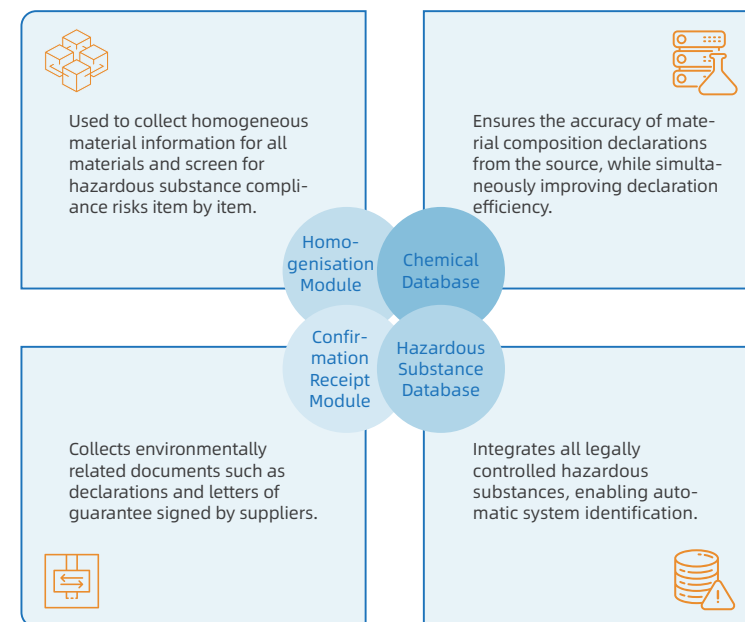 Used to collect homogeneous
material information for all
materials and screen for
hazardous substance compli-
ance risks item by item.
Ensures the accuracy of mate-
rial composition declarations
from the source, while simulta-
neously improving declaration
efficiency.
Homo-
genisation
Module
Chemical
Database
Confir-
mation
Receipt
Module
Hazardous
Substance
Database
Collects environmentally
related documents such as
declarations and letters of
guarantee signed by suppliers.
Integrates all legally
controlled hazardous
substances, enabling auto-
matic system identification.